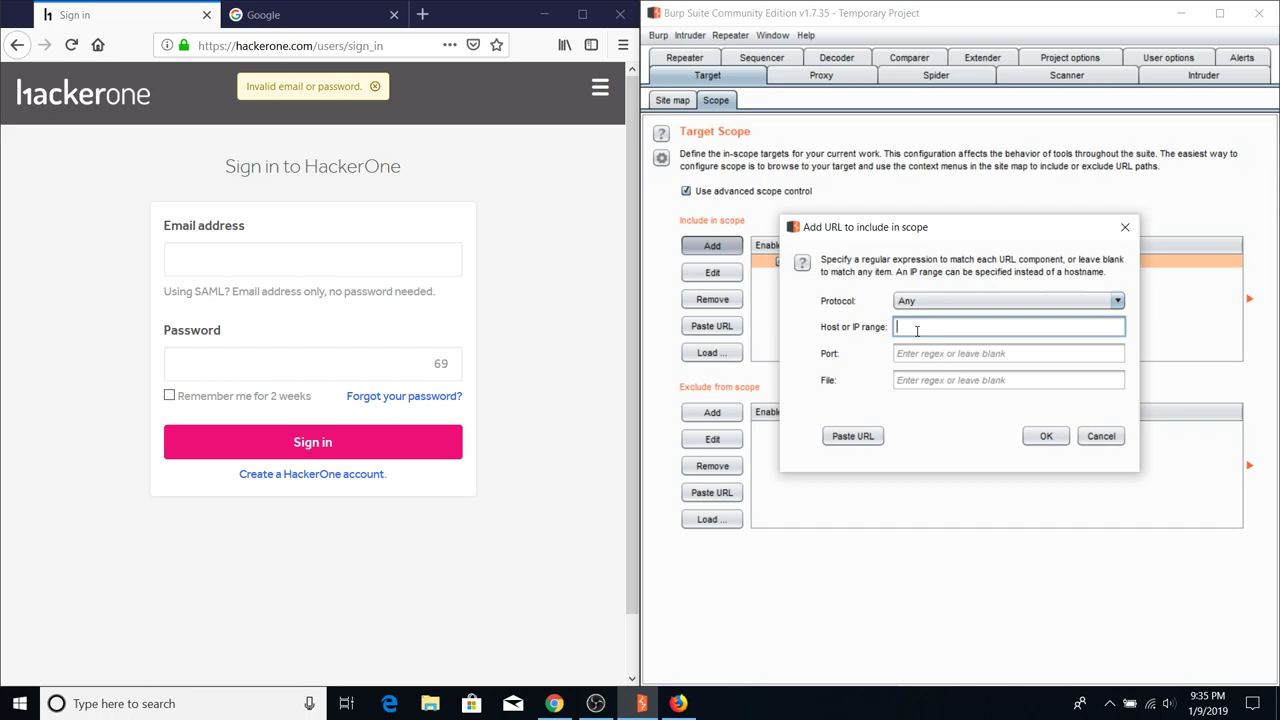 Sign in
Google
https://hackerone.com/users/sign_in
hackerone
Invalid email or password.
Sign in to HackerOne
Email address
Using SAML? Email address only, no password needed.
Password
69
Remember me for 2 weeks
Forgot your password?
Sign in
Create a HackerOne account.
Burp Suite Community Edition v1.7.35 - Temporary Project
Burp Intruder Repeater Window Help
Repeater Sequencer Decoder Comparer Extender Project options User options Alerts
Target Proxy Spider Scanner Intruder
Site map Scope
? Target Scope
Define the in-scope targets for your current work. This configuration affects the behavior of tools throughout the suite. The easiest way to
configure scope is to browse to your target and use the context menus in the site map to include or exclude URL paths.
Use advanced scope control
Include in scope
Add
Edit
Remove
Paste URL
Load ...
Enabl
Exclude from scope
Add
Edit
Remove
Paste URL
Load ...
Enabl
Add URL to include in scope
? Specify a regular expression to match each URL component, or leave blank
to match any item. An IP range can be specified instead of a hostname.
Protocol: Any
Host or IP range:
Port: Enter regex or leave blank
File: Enter regex or leave blank
Paste URL OK Cancel
Type here to search
9:35 PM
1/9/2019